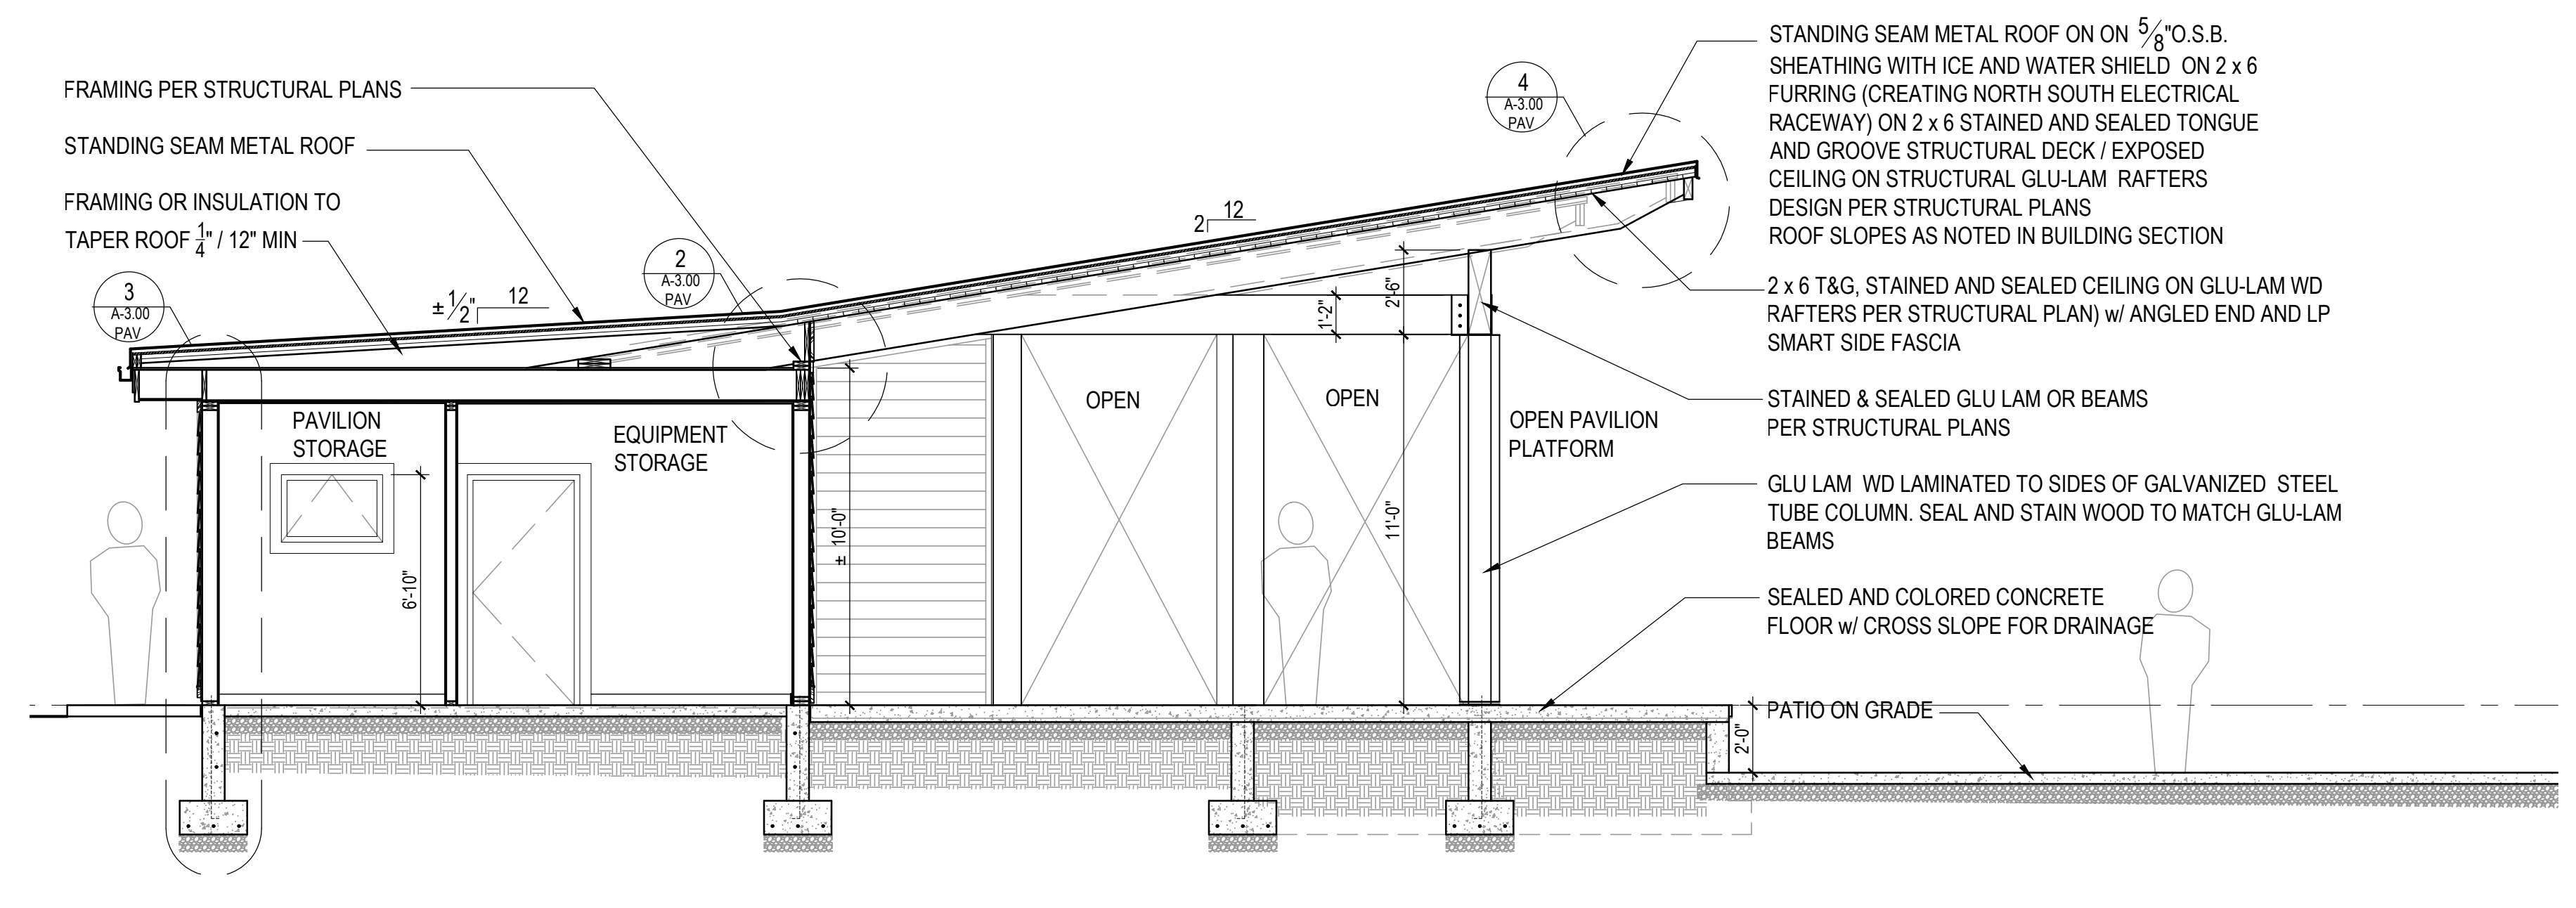 FRAMING PER STRUCTURAL PLANS
STANDING SEAM METAL ROOF
FRAMING OR INSULATION TO
TAPER ROOF 1/4" / 12" MIN
3
A-3.00
PAV
± 1/2"
12
2
A-3.00
PAV
2
12
4
A-3.00
PAV
STANDING SEAM METAL ROOF ON ON 5/8"O.S.B.
SHEATHING WITH ICE AND WATER SHIELD ON 2 x 6
FURRING (CREATING NORTH SOUTH ELECTRICAL
RACEWAY) ON 2 x 6 STAINED AND SEALED TONGUE
AND GROOVE STRUCTURAL DECK / EXPOSED
CEILING ON STRUCTURAL GLU-LAM RAFTERS
DESIGN PER STRUCTURAL PLANS
ROOF SLOPES AS NOTED IN BUILDING SECTION
2 x 6 T&G, STAINED AND SEALED CEILING ON GLU-LAM WD
RAFTERS PER STRUCTURAL PLAN) w/ ANGLED END AND LP
SMART SIDE FASCIA
STAINED & SEALED GLU LAM OR BEAMS
PER STRUCTURAL PLANS
GLU LAM WD LAMINATED TO SIDES OF GALVANIZED STEEL
TUBE COLUMN. SEAL AND STAIN WOOD TO MATCH GLU-LAM
BEAMS
SEALED AND COLORED CONCRETE
FLOOR w/ CROSS SLOPE FOR DRAINAGE
PATIO ON GRADE
PAVILION
STORAGE
EQUIPMENT
STORAGE
OPEN
OPEN
OPEN PAVILION
PLATFORM
6'-10"
± 10'-0"
1'-2"
2'-6"
11'-0"
2'-0"